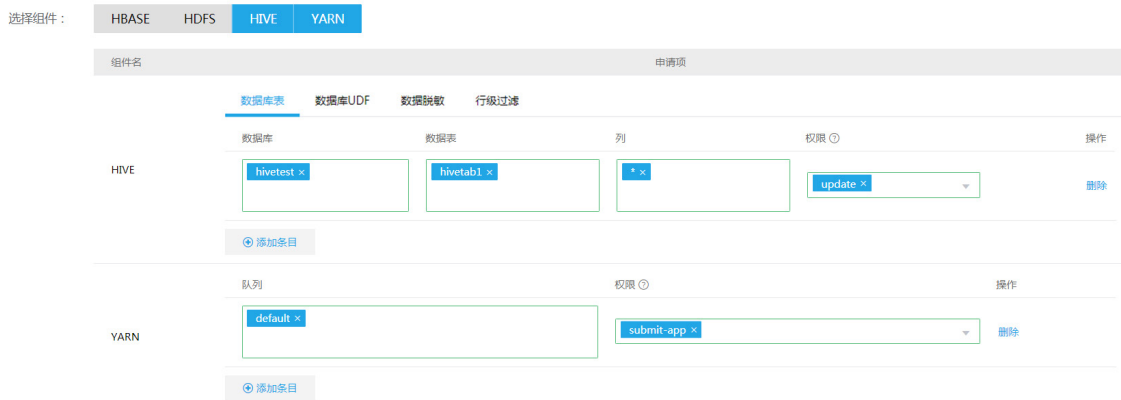 选择组件： HBASE HDFS HIVE YARN
组件名 申请项
数据库表 数据库UDF 数据脱敏 行级过滤
数据库 数据表 列 权限 ? 操作
HIVE hivetest × hivetab1 × * × update × 删除
添加条目
队列 权限 ? 操作
YARN default × submit-app × 删除
添加条目